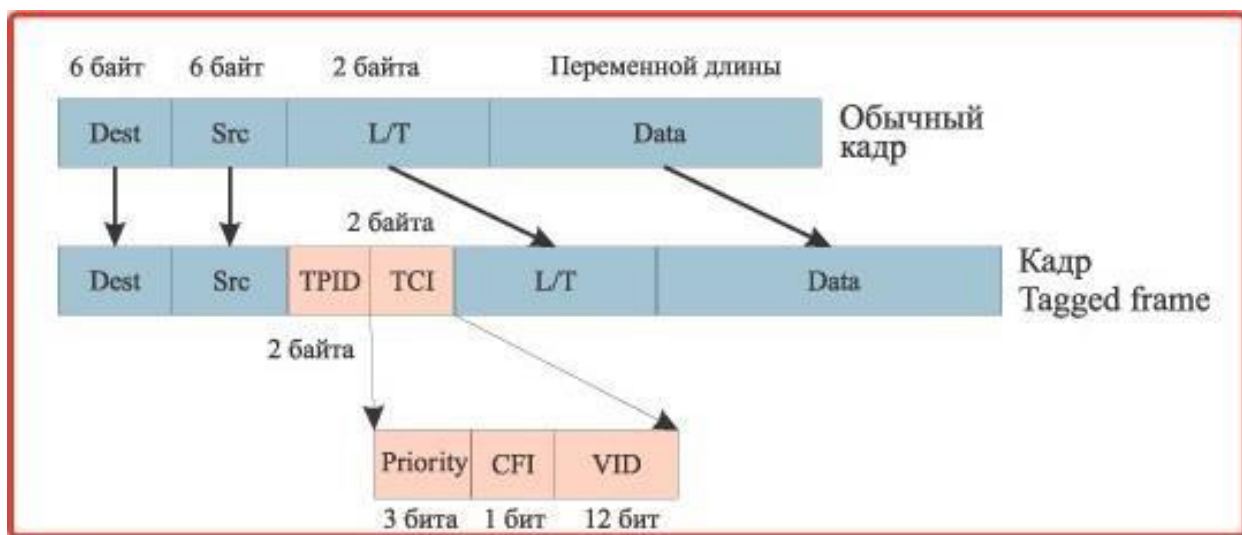 6 байт 6 байт 2 байта Переменной длины
Dest Src L/T Data
Обычный
кадр
2 байта
Dest Src TPID TCI L/T Data
Кадр
Tagged frame
2 байта
Priority CFI VID
3 бита 1 бит 12 бит